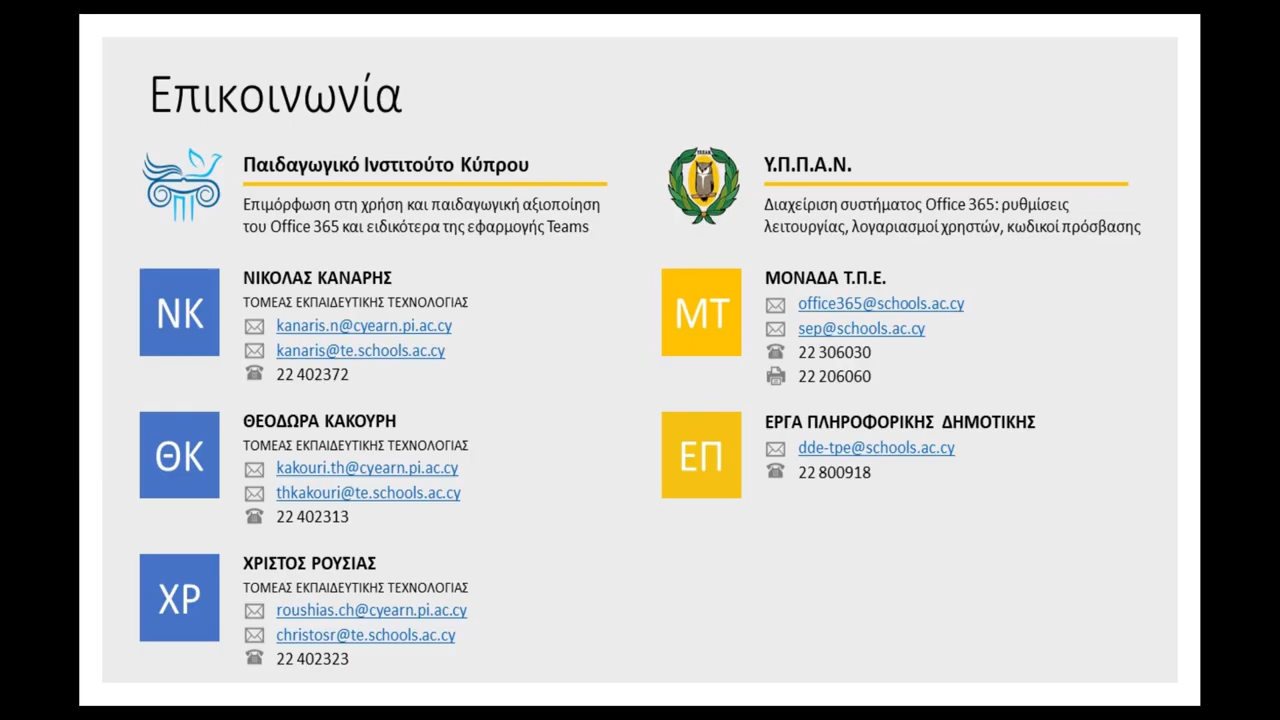 Επικοινωνία
Παιδαγωγικό Ινστιτούτο Κύπρου
Επιμόρφωση στη χρήση και παιδαγωγική αξιοποίηση
του Office 365 και ειδικότερα της εφαρμογής Teams
ΝΚ
ΝΙΚΟΛΑΣ ΚΑΝΑΡΗΣ
ΤΟΜΕΑΣ ΕΚΠΑΙΔΕΥΤΙΚΗΣ ΤΕΧΝΟΛΟΓΙΑΣ
kanaris.n@cyearn.pi.ac.cy
kanaris@te.schools.ac.cy
22 402372
ΘΚ
ΘΕΟΔΩΡΑ ΚΑΚΟΥΡΗ
ΤΟΜΕΑΣ ΕΚΠΑΙΔΕΥΤΙΚΗΣ ΤΕΧΝΟΛΟΓΙΑΣ
kakouri.th@cyearn.pi.ac.cy
thkakouri@te.schools.ac.cy
22 402313
ΧΡ
ΧΡΙΣΤΟΣ ΡΟΥΣΙΑΣ
ΤΟΜΕΑΣ ΕΚΠΑΙΔΕΥΤΙΚΗΣ ΤΕΧΝΟΛΟΓΙΑΣ
roushias.ch@cyearn.pi.ac.cy
christosr@te.schools.ac.cy
22 402323
Υ.Π.Π.Α.Ν.
Διαχείριση συστήματος Office 365: ρυθμίσεις
λειτουργίας, λογαριασμοί χρηστών, κωδικοί πρόσβασης
ΜΤ
ΜΟΝΑΔΑ Τ.Π.Ε.
office365@schools.ac.cy
sep@schools.ac.cy
22 306030
22 206060
ΕΠ
ΕΡΓΑ ΠΛΗΡΟΦΟΡΙΚΗΣ ΔΗΜΟΤΙΚΗΣ
dde-tpe@schools.ac.cy
22 800918